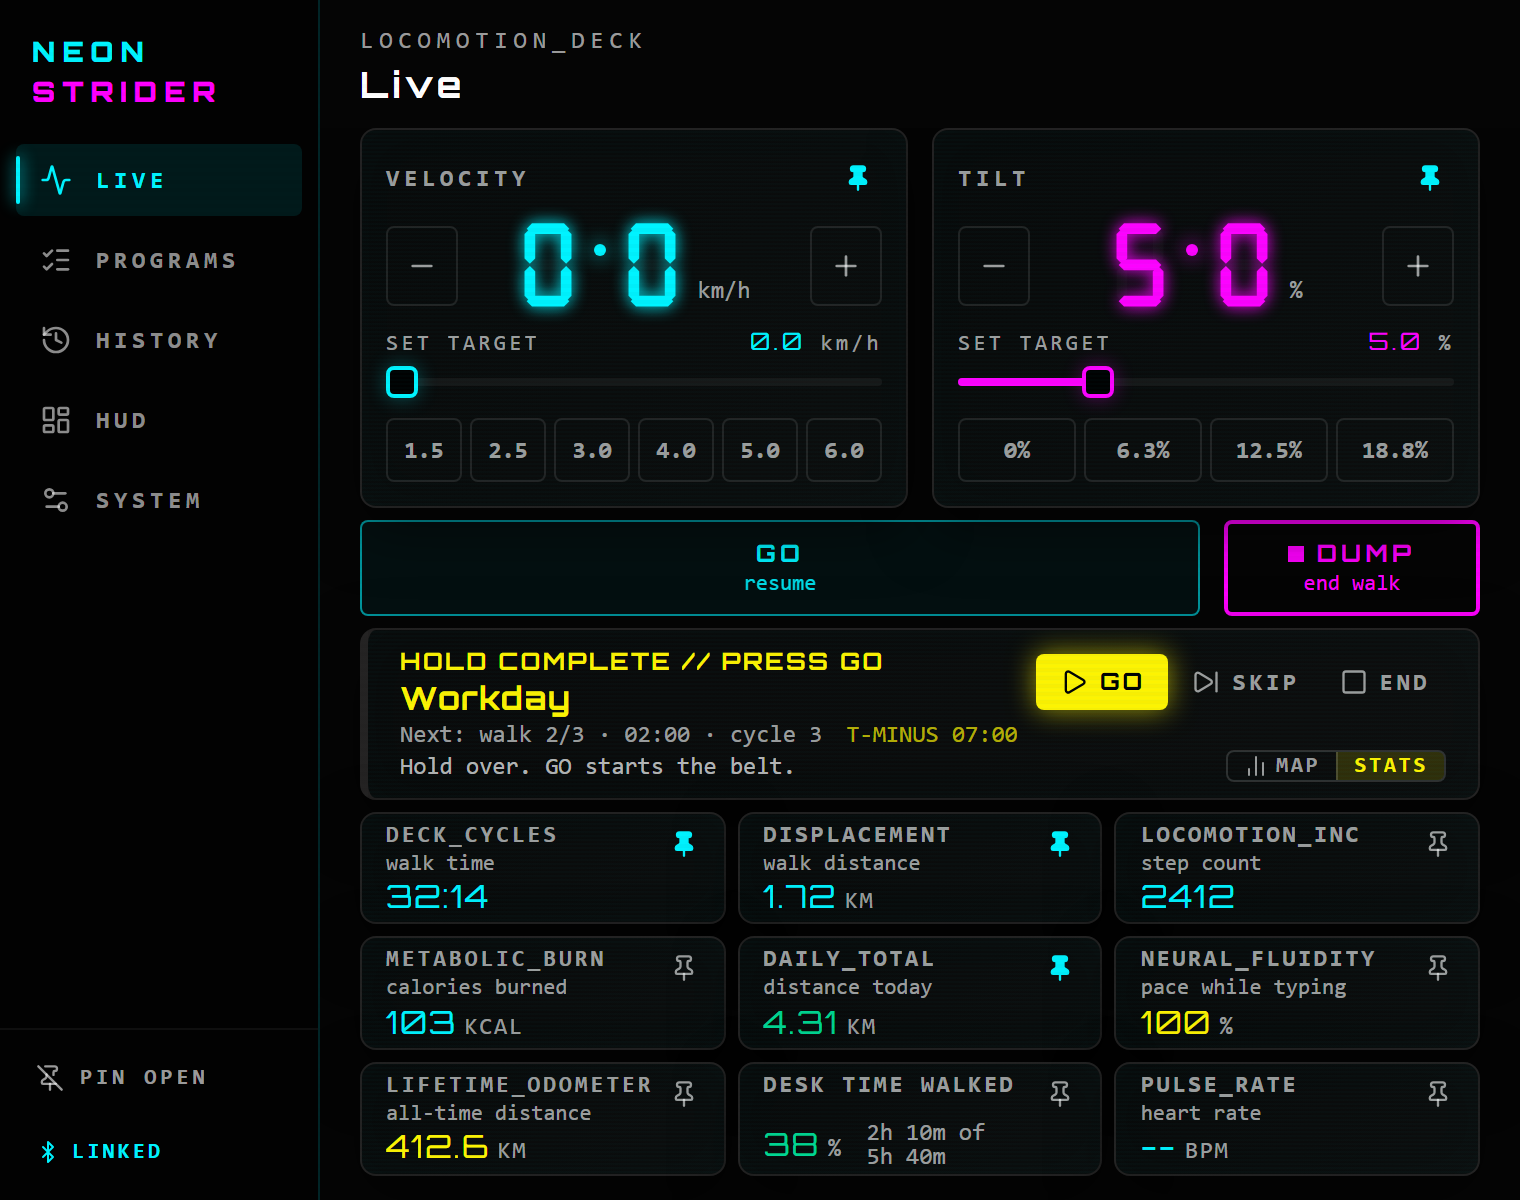 NEON
STRIDER
LIVE
PROGRAMS
HISTORY
HUD
SYSTEM
PIN OPEN
LINKED
LOCOMOTION_DECK
Live
VELOCITY
0.0 km/h
SET TARGET 0.0 km/h
1.5 2.5 3.0 4.0 5.0 6.0
TILT
5.0 %
SET TARGET 5.0 %
0% 6.3% 12.5% 18.8%
GO
resume
DUMP
end walk
HOLD COMPLETE // PRESS GO
Workday
Next: walk 2/3 · 02:00 · cycle 3 T-MINUS 07:00
Hold over. GO starts the belt.
GO SKIP END
MAP STATS
DECK_CYCLES
walk time
32:14
DISPLACEMENT
walk distance
1.72 KM
LOCOMOTION_INC
step count
2412
METABOLIC_BURN
calories burned
103 KCAL
DAILY_TOTAL
distance today
4.31 KM
NEURAL_FLUIDITY
pace while typing
100 %
LIFETIME_ODOMETER
all-time distance
412.6 KM
DESK TIME WALKED
38 % 2h 10m of
5h 40m
PULSE_RATE
heart rate
-- BPM